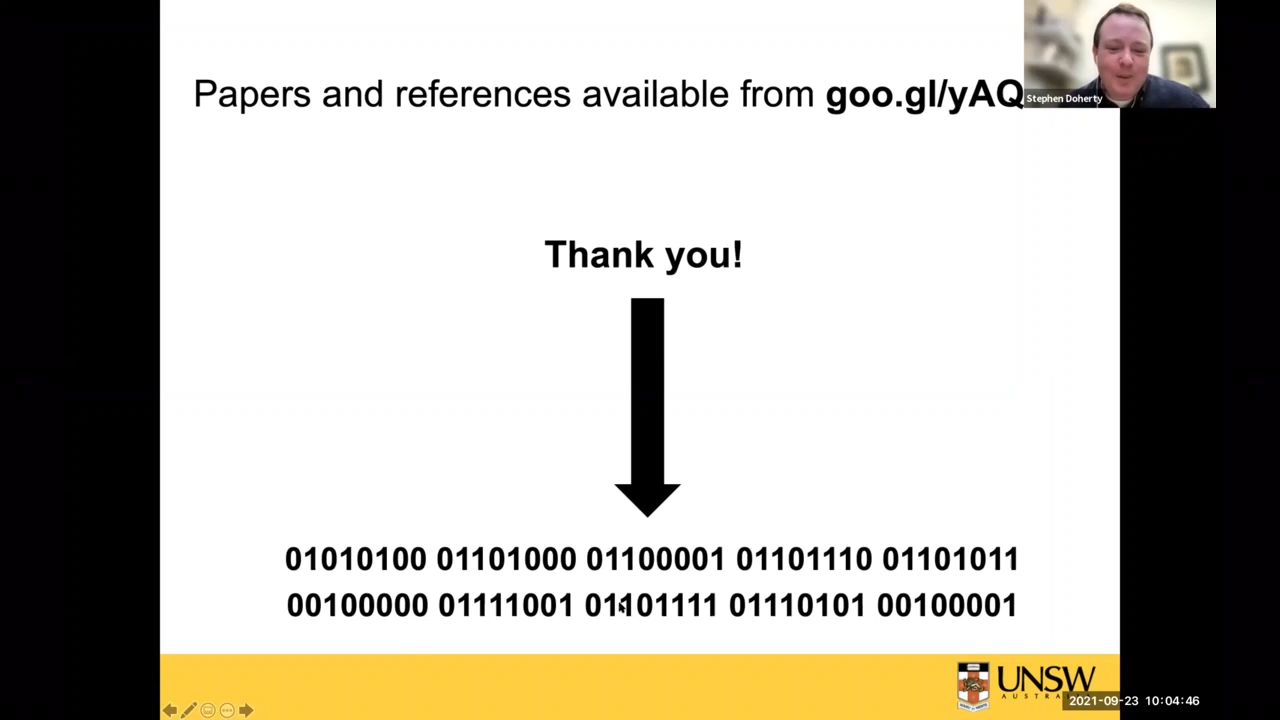 Papers and references available from goo.gl/yAQ
Stephen Doherty
Thank you!
01010100 01101000 01100001 01101110 01101011
00100000 01111001 01101111 01110101 00100001
UNSW
2021-09-23 10:04:46